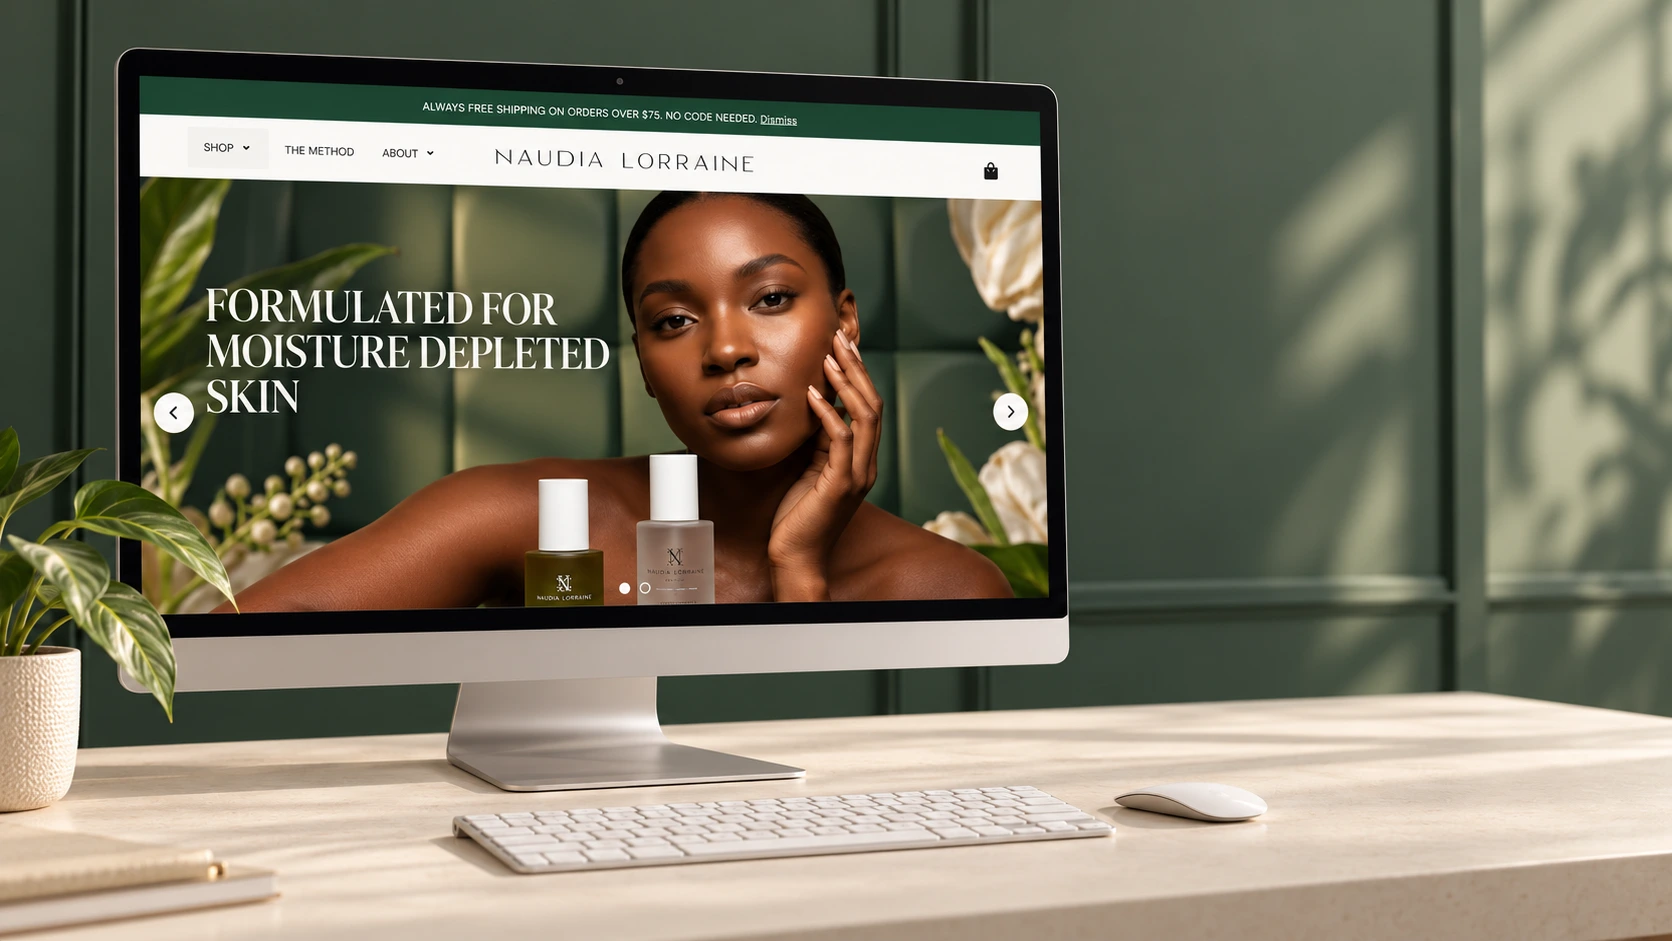 ALWAYS FREE SHIPPING ON ORDERS OVER $75. NO CODE NEEDED. Dismiss
SHOP
THE METHOD
ABOUT
NAUDIA LORRAINE
FORMULATED FOR
MOISTURE DEPLETED
SKIN
N
NAUDIA LORRAINE
N
NAUDIA LORRAINE